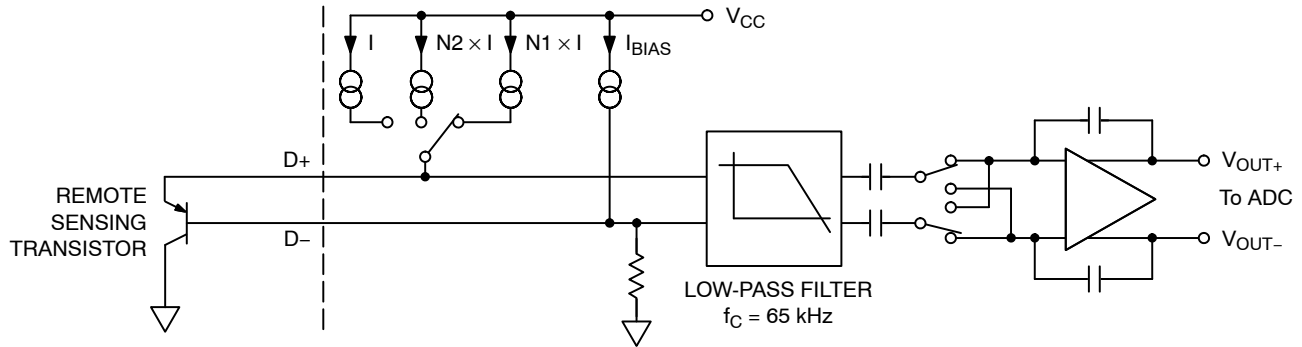 V_CC
I N2 × I N1 × I I_BIAS
D+
REMOTE
SENSING
TRANSISTOR
D−
LOW-PASS FILTER
f_C = 65 kHz
V_OUT+
To ADC
V_OUT−